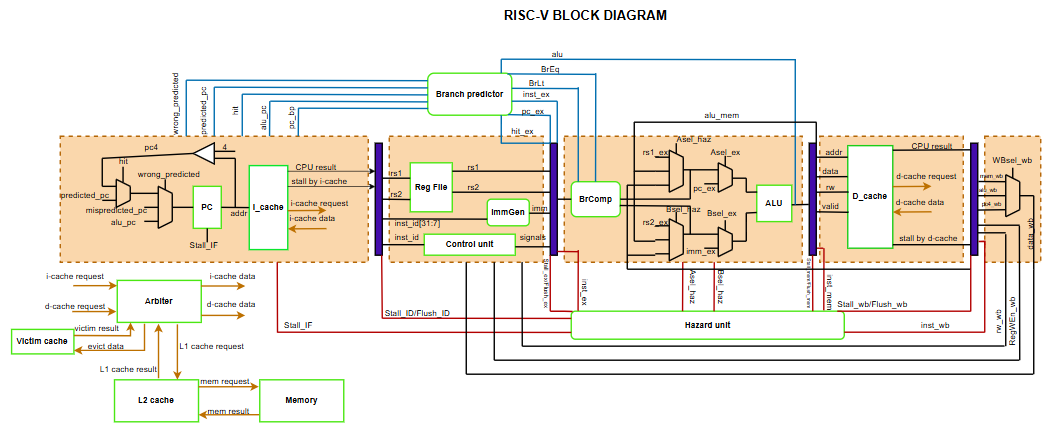 RISC-V BLOCK DIAGRAM
alu
BrEq
BrLt
inst_ex
pc_ex
hit_ex
Branch predictor
wrong_predicted
predicted_pc
hit
alu_pc
pc_bp
pc4
4
hit
wrong_predicted
predicted_pc
mispredicted_pc
alu_pc
PC
addr
Stall_IF
I_cache
CPU result
stall by i-cache
i-cache request
i-cache data
rs1
rs2
Reg File
rs1
rs2
ImmGen
imm
inst_id[31:7]
inst_id
Control unit
signals
BrComp
alu_mem
Asel_haz
rs1_ex
Asel_ex
pc_ex
Bsel_haz
rs2_ex
Bsel_ex
imm_ex
ALU
addr
data
rw
valid
D_cache
CPU result
d-cache request
d-cache data
stall by d-cache
WBsel_wb
mem_wb
alu_wb
pc4_wb
data_wb
inst_ex
Asel_haz
Bsel_haz
inst_mem
Stall_IF
Stall_ID/Flush_ID
Hazard unit
Stall_wb/Flush_wb
inst_wb
rw_wb
RegWEn_wb
i-cache request
d-cache request
Arbiter
i-cache data
d-cache data
Victim cache
victim result
evict data
L1 cache request
L1 cache result
L2 cache
mem request
mem result
Memory